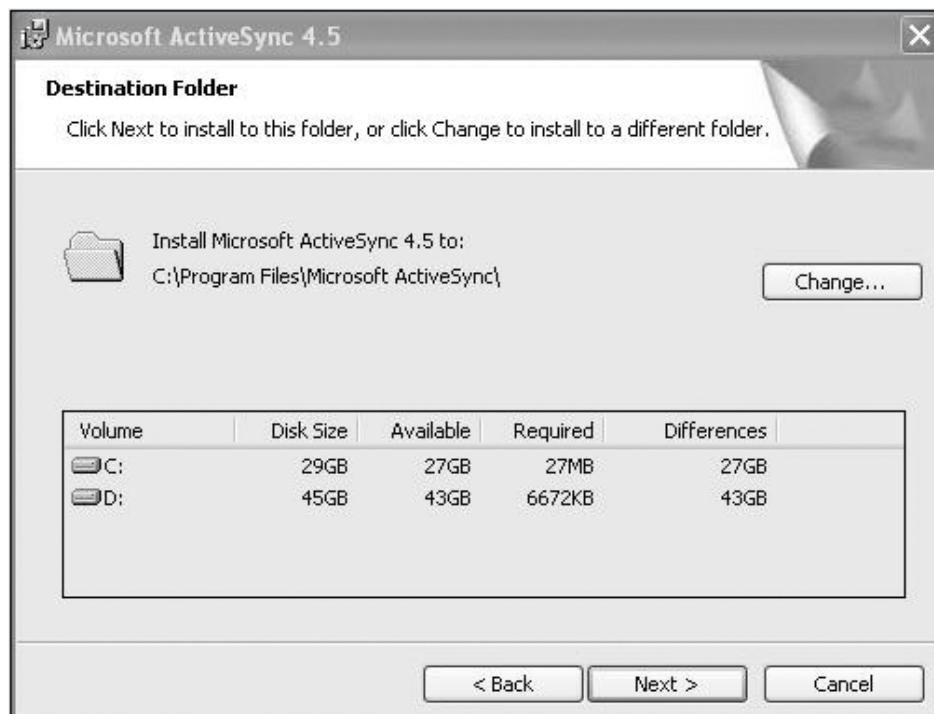 Microsoft ActiveSync 4.5
Destination Folder
Click Next to install to this folder, or click Change to install to a different folder.
Install Microsoft ActiveSync 4.5 to:
C:\Program Files\Microsoft ActiveSync\
Change...
Volume Disk Size Available Required Differences
C: 29GB 27GB 27MB 27GB
D: 45GB 43GB 6672KB 43GB
< Back Next > Cancel